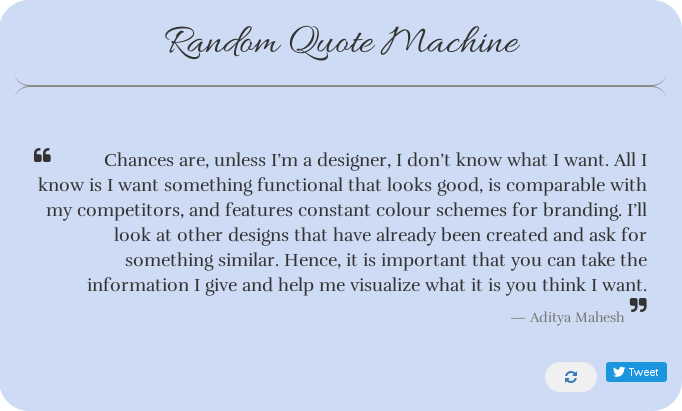 Random Quote Machine
❝ Chances are, unless I’m a designer, I don’t know what I want. All I
know is I want something functional that looks good, is comparable with
my competitors, and features constant colour schemes for branding. I’ll
look at other designs that have already been created and ask for
something similar. Hence, it is important that you can take the
information I give and help me visualize what it is you think I want.
— Aditya Mahesh ❞
Tweet